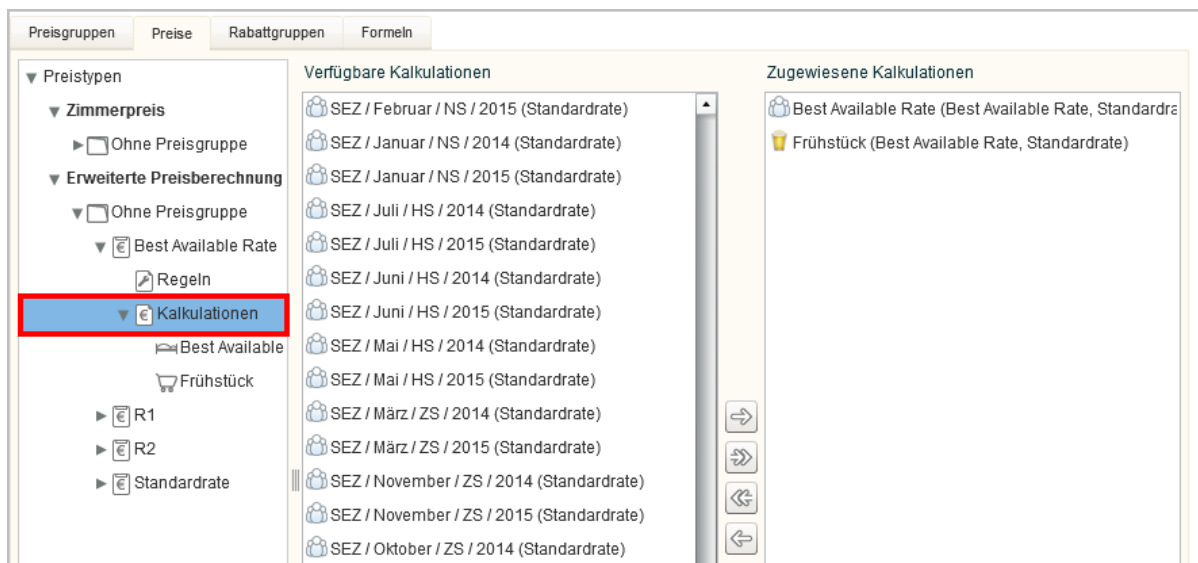 Preisgruppen Preise Rabattgruppen Formeln
Preistypen
Zimmerpreis
Ohne Preisgruppe
Erweiterte Preisberechnung
Ohne Preisgruppe
Best Available Rate
Regeln
Kalkulationen
Best Available
Frühstück
R1
R2
Standardrate
Verfügbare Kalkulationen
SEZ / Februar / NS / 2015 (Standardrate)
SEZ / Januar / NS / 2014 (Standardrate)
SEZ / Januar / NS / 2015 (Standardrate)
SEZ / Juli / HS / 2014 (Standardrate)
SEZ / Juli / HS / 2015 (Standardrate)
SEZ / Juni / HS / 2014 (Standardrate)
SEZ / Juni / HS / 2015 (Standardrate)
SEZ / Mai / HS / 2014 (Standardrate)
SEZ / Mai / HS / 2015 (Standardrate)
SEZ / März / ZS / 2014 (Standardrate)
SEZ / März / ZS / 2015 (Standardrate)
SEZ / November / ZS / 2014 (Standardrate)
SEZ / November / ZS / 2015 (Standardrate)
SEZ / Oktober / ZS / 2014 (Standardrate)
Zugewiesene Kalkulationen
Best Available Rate (Best Available Rate, Standardra
Frühstück (Best Available Rate, Standardrate)